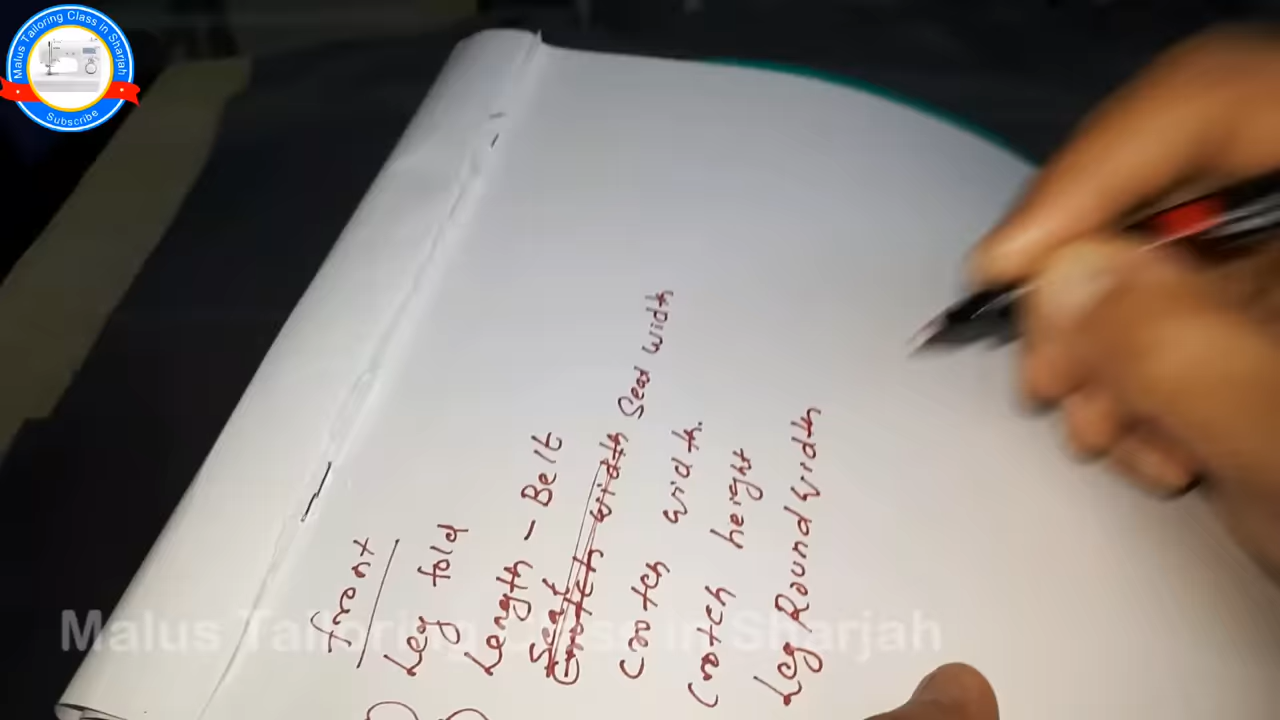 Malus Tailoring Class In Sharjah
Subscribe
front
Leg fold
Length - Belt
Seat
Crotch width Seat width
Crotch width.
Crotch height
Leg Round width
Malus Tailoring Class in Sharjah